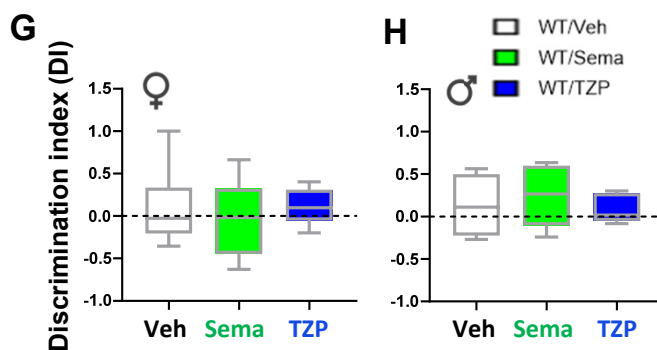 G
Discrimination index (DI)
♀
1.5
1.0
0.5
0.0
-0.5
-1.0
Veh Sema TZP
H
WT/Veh
WT/Sema
WT/TZP
♂
1.5
1.0
0.5
0.0
-0.5
-1.0
Veh Sema TZP